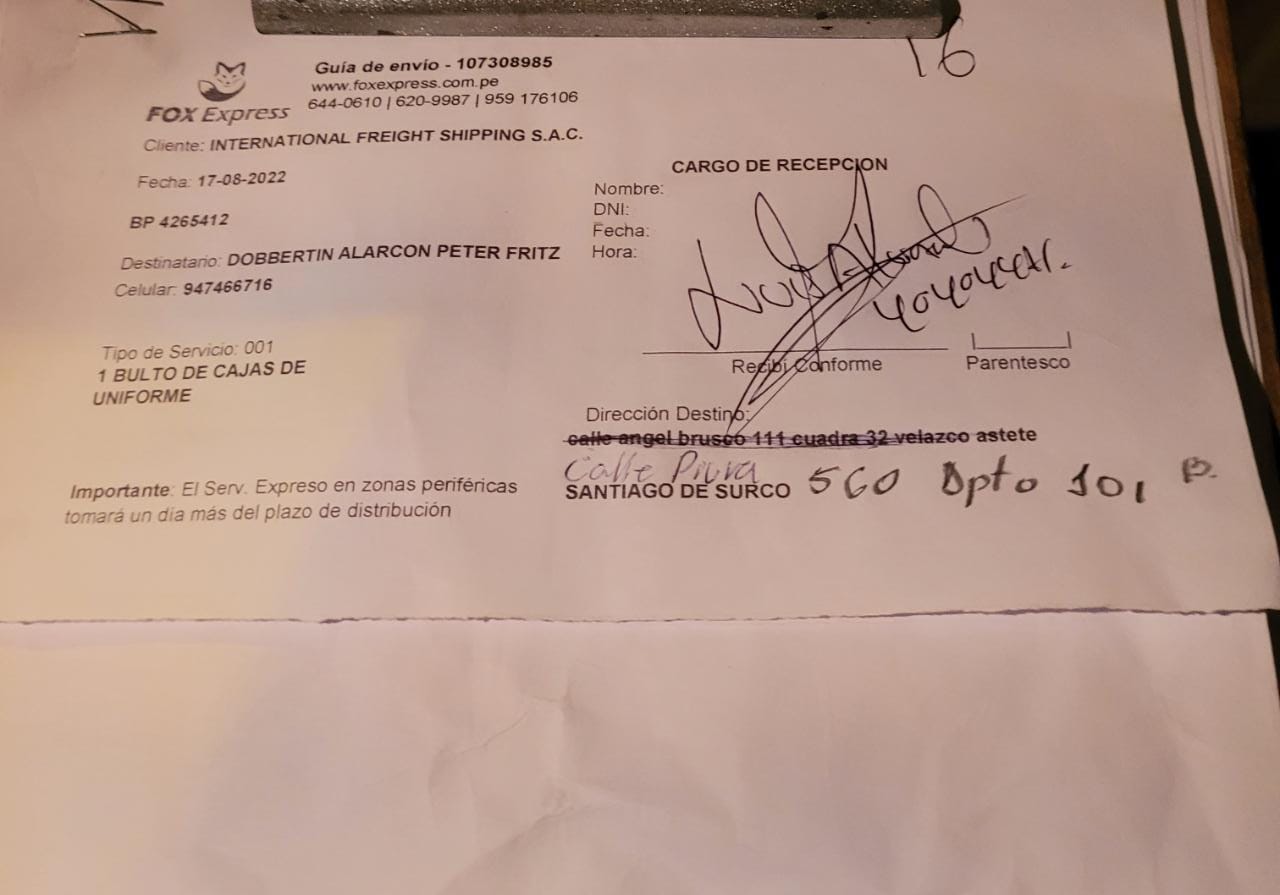 16
Guía de envío - 107308985
www.foxexpress.com.pe
644-0610 | 620-9987 | 959 176106
FOX Express
Cliente: INTERNATIONAL FREIGHT SHIPPING S.A.C.
Fecha: 17-08-2022
BP 4265412
Destinatario: DOBBERTIN ALARCON PETER FRITZ
Celular: 947466716
Tipo de Servicio: 001
1 BULTO DE CAJAS DE
UNIFORME
Importante: El Serv. Expreso en zonas periféricas
tomará un dia más del plazo de distribución
CARGO DE RECEPCION
Nombre:
DNI:
Fecha:
Hora:
Recibi Conforme
Parentesco
Dirección Destino:
calle angel brusco 111 cuadra 32 velazco astete
Calle Piura
SANTIAGO DE SURCO 560 Dpto 101